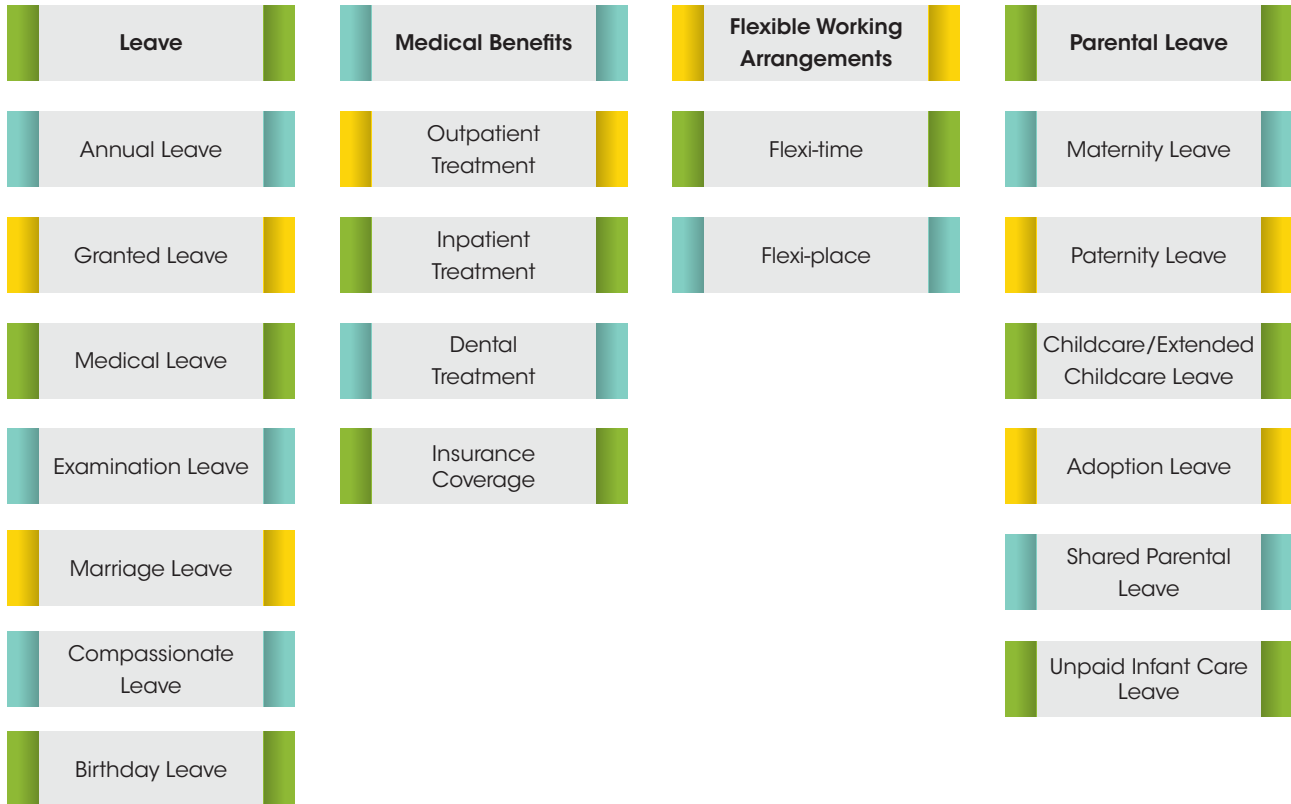 Leave
Annual Leave
Granted Leave
Medical Leave
Examination Leave
Marriage Leave
Compassionate
Leave
Birthday Leave
Medical Benefits
Outpatient
Treatment
Inpatient
Treatment
Dental
Treatment
Insurance
Coverage
Flexible Working
Arrangements
Flexi-time
Flexi-place
Parental Leave
Maternity Leave
Paternity Leave
Childcare/Extended
Childcare Leave
Adoption Leave
Shared Parental
Leave
Unpaid Infant Care
Leave